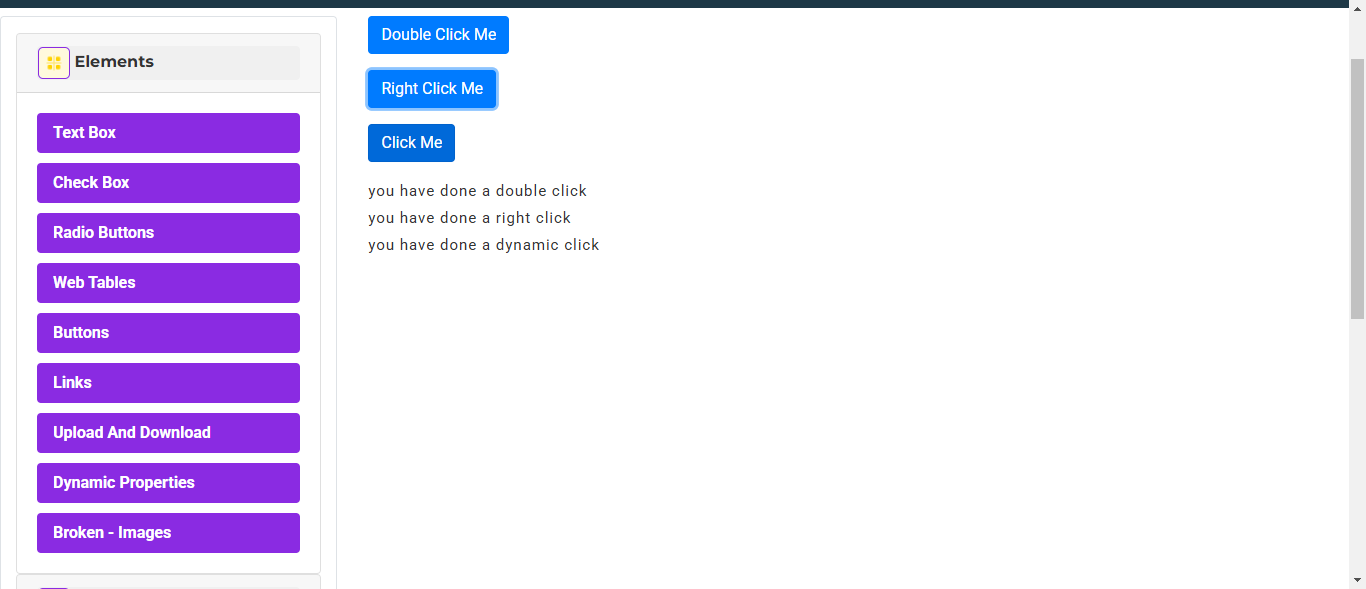 Elements
Text Box
Check Box
Radio Buttons
Web Tables
Buttons
Links
Upload And Download
Dynamic Properties
Broken - Images
Double Click Me
Right Click Me
Click Me
you have done a double click
you have done a right click
you have done a dynamic click